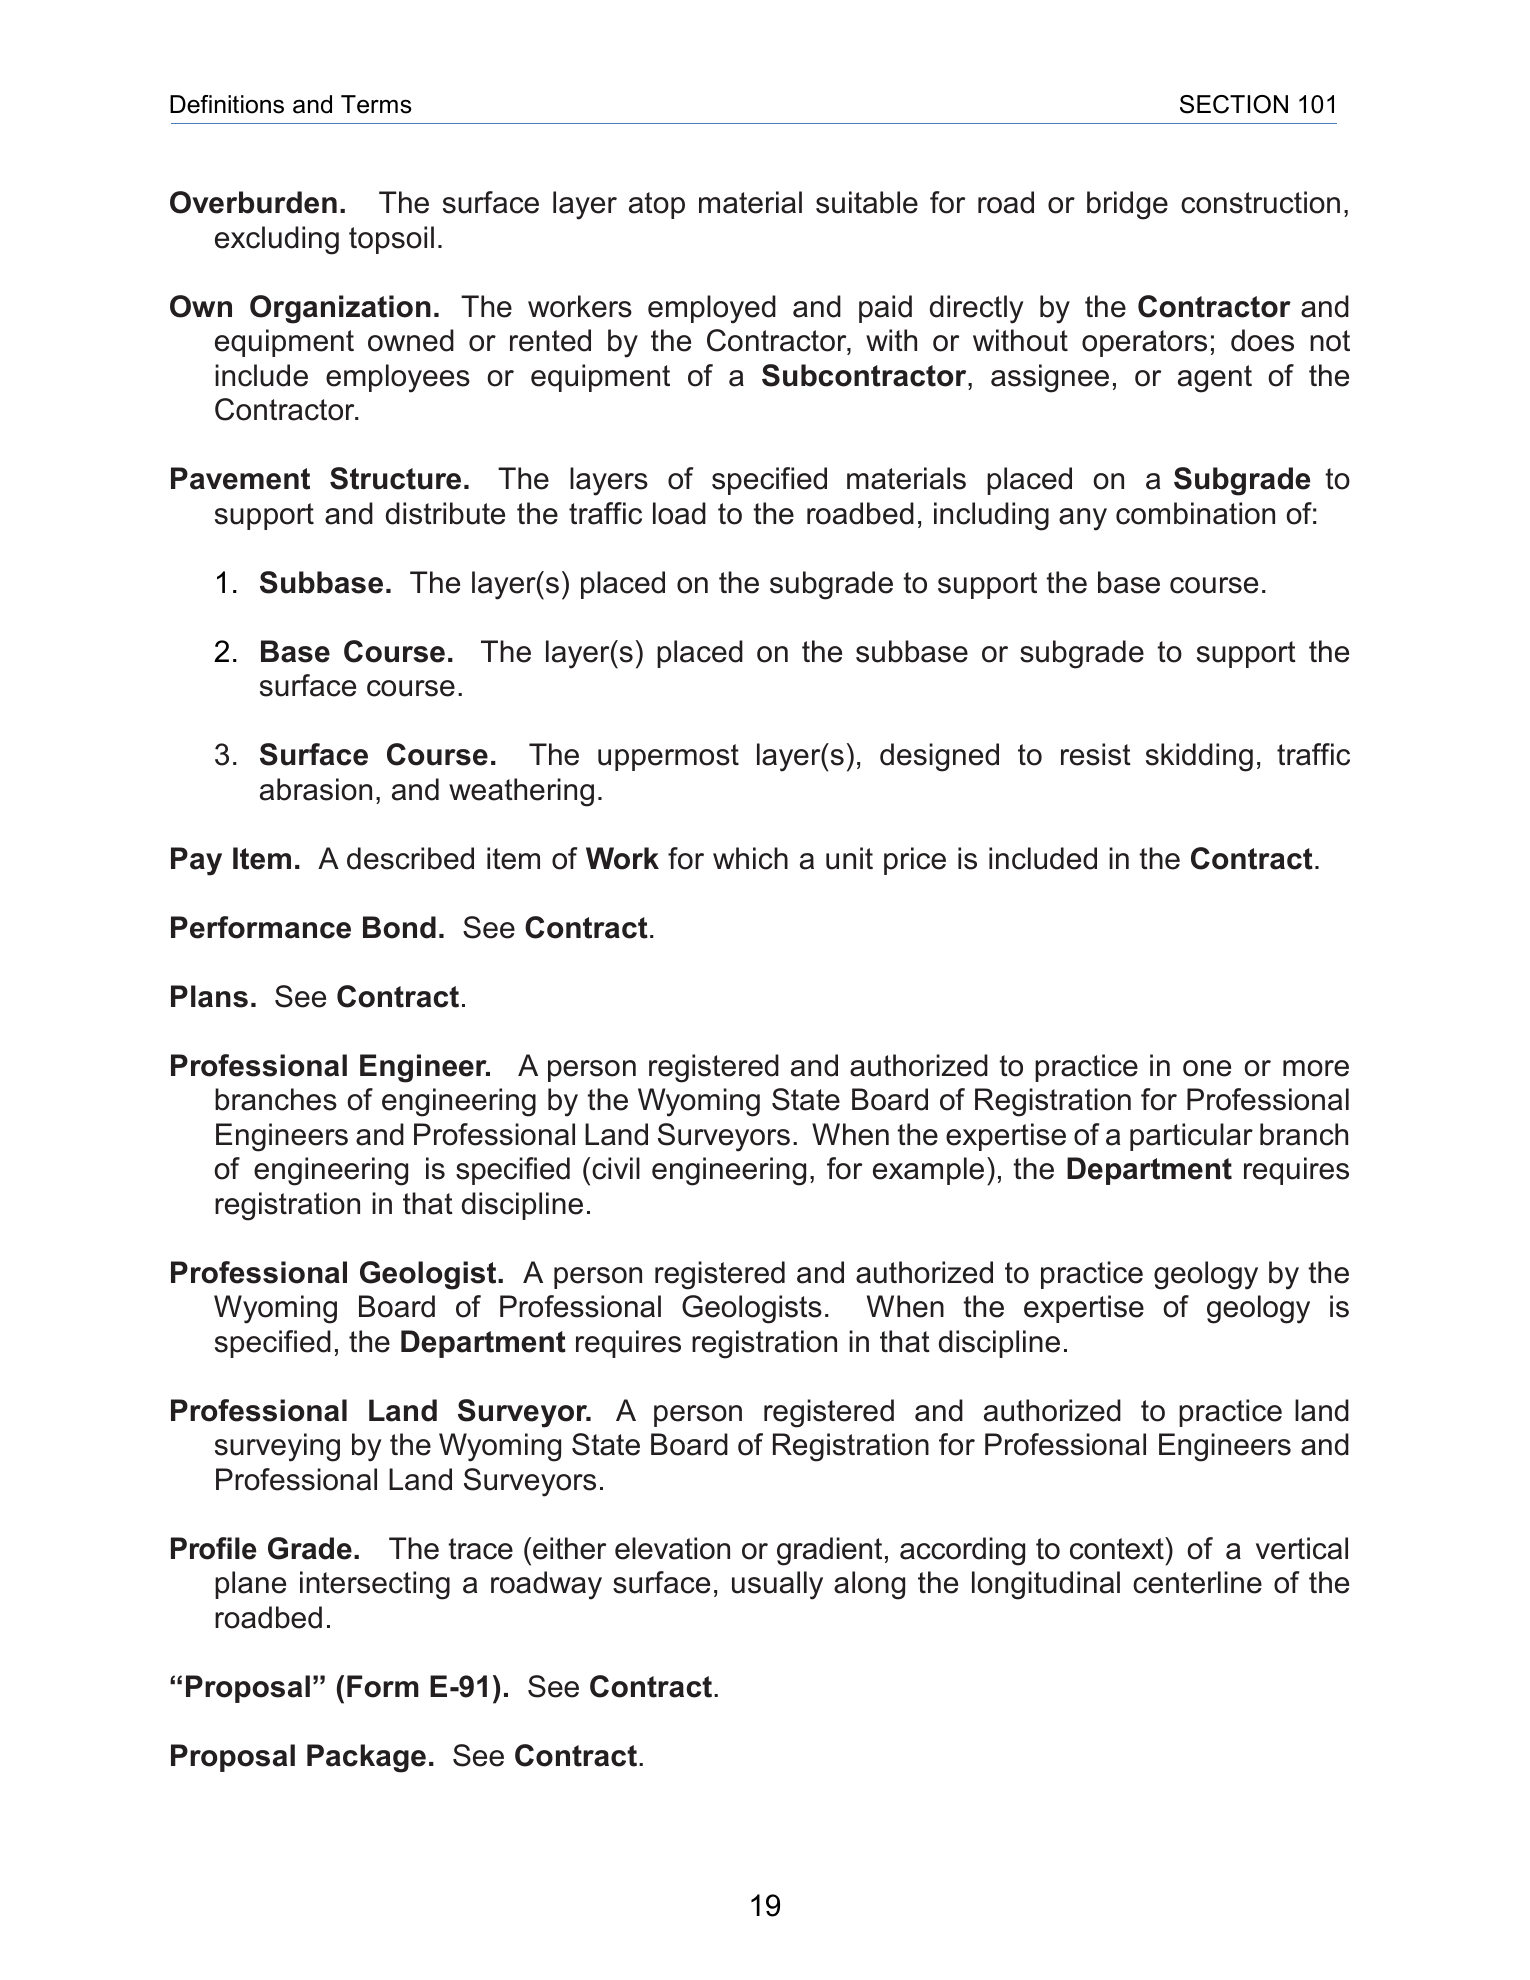 Definitions and Terms SECTION 101
Overburden. The surface layer atop material suitable for road or bridge construction,
excluding topsoil.
Own Organization. The workers employed and paid directly by the Contractor and
equipment owned or rented by the Contractor, with or without operators; does not
include employees or equipment of a Subcontractor, assignee, or agent of the
Contractor.
Pavement Structure. The layers of specified materials placed on a Subgrade to
support and distribute the traffic load to the roadbed, including any combination of:
1. Subbase. The layer(s) placed on the subgrade to support the base course.
2. Base Course. The layer(s) placed on the subbase or subgrade to support the
surface course.
3. Surface Course. The uppermost layer(s), designed to resist skidding, traffic
abrasion, and weathering.
Pay Item. A described item of Work for which a unit price is included in the Contract.
Performance Bond. See Contract.
Plans. See Contract.
Professional Engineer. A person registered and authorized to practice in one or more
branches of engineering by the Wyoming State Board of Registration for Professional
Engineers and Professional Land Surveyors. When the expertise of a particular branch
of engineering is specified (civil engineering, for example), the Department requires
registration in that discipline.
Professional Geologist. A person registered and authorized to practice geology by the
Wyoming Board of Professional Geologists. When the expertise of geology is
specified, the Department requires registration in that discipline.
Professional Land Surveyor. A person registered and authorized to practice land
surveying by the Wyoming State Board of Registration for Professional Engineers and
Professional Land Surveyors.
Profile Grade. The trace (either elevation or gradient, according to context) of a vertical
plane intersecting a roadway surface, usually along the longitudinal centerline of the
roadbed.
“Proposal” (Form E-91). See Contract.
Proposal Package. See Contract.
19